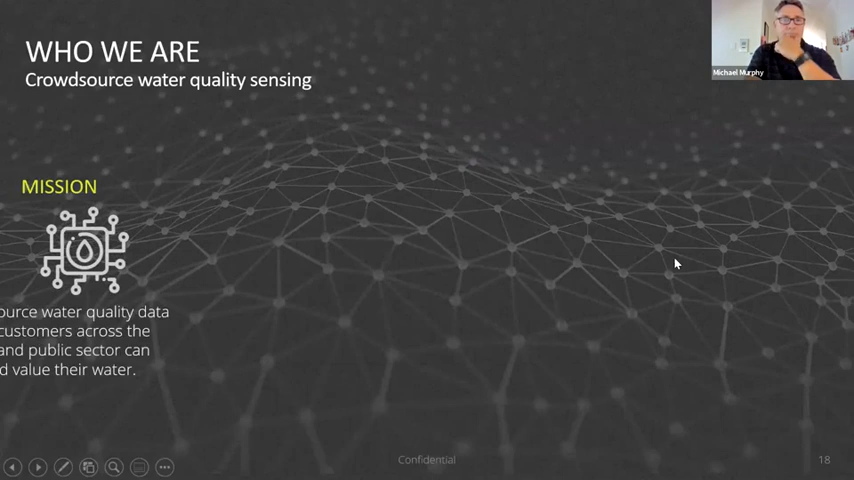 WHO WE ARE
Crowdsource water quality sensing
Michael Murphy
MISSION
ource water quality data
customers across the
and public sector can
d value their water.
Confidential
18